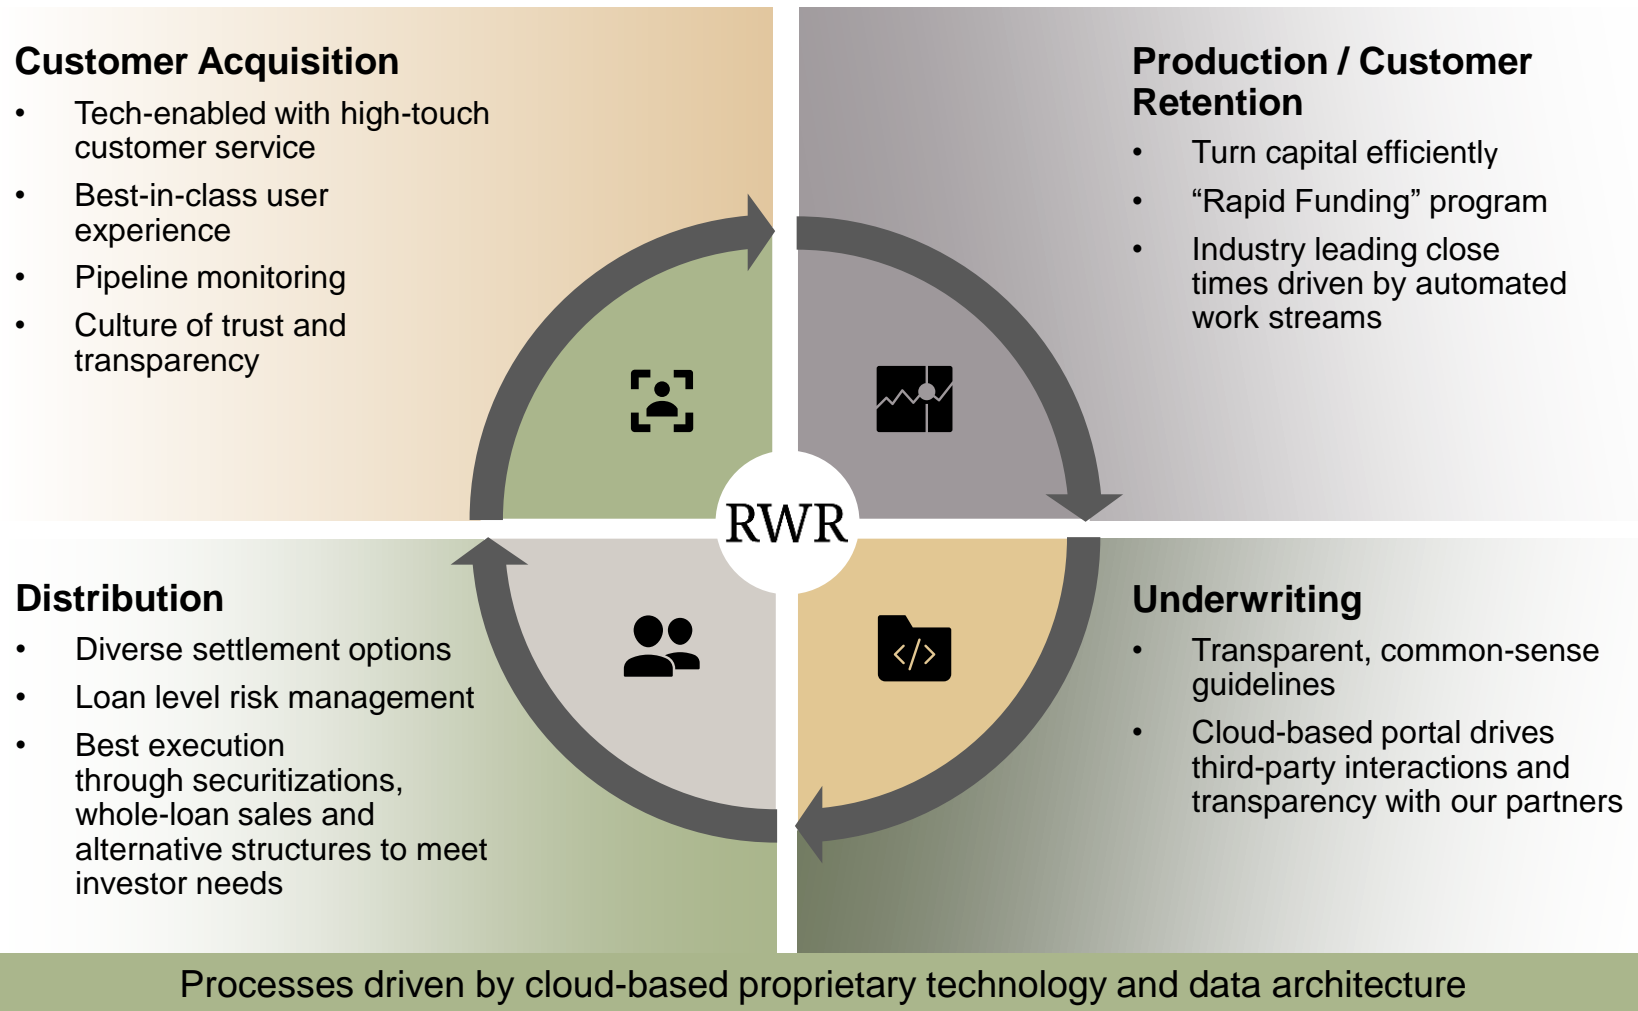 Customer Acquisition
• Tech-enabled with high-touch
customer service
• Best-in-class user
experience
• Pipeline monitoring
• Culture of trust and
transparency
Production / Customer
Retention
• Turn capital efficiently
• “Rapid Funding” program
• Industry leading close
times driven by automated
work streams
RWR
Distribution
• Diverse settlement options
• Loan level risk management
• Best execution
through securitizations,
whole-loan sales and
alternative structures to meet
investor needs
Underwriting
• Transparent, common-sense
guidelines
• Cloud-based portal drives
third-party interactions and
transparency with our partners
</>
Processes driven by cloud-based proprietary technology and data architecture